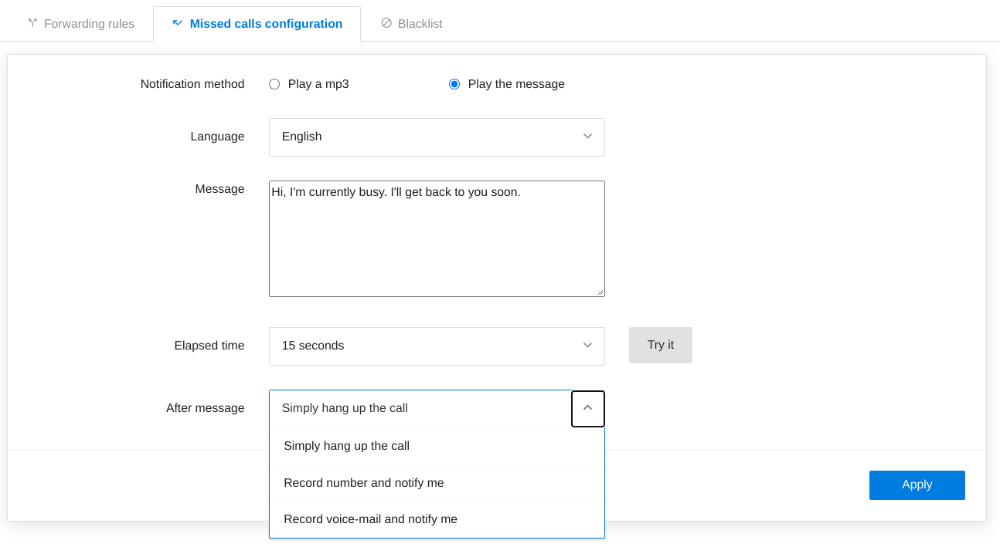 Forwarding rules
Missed calls configuration
Blacklist
Notification method
Play a mp3
Play the message
Language
English
Message
Hi, I'm currently busy. I'll get back to you soon.
Elapsed time
15 seconds
Try it
After message
Simply hang up the call
Simply hang up the call
Record number and notify me
Record voice-mail and notify me
Apply